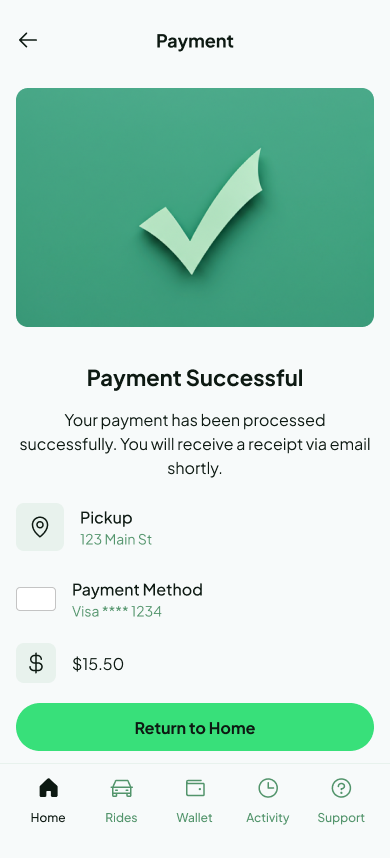 Payment
Payment Successful
Your payment has been processed
successfully. You will receive a receipt via email
shortly.
Pickup
123 Main St
Payment Method
Visa **** 1234
$15.50
Return to Home
Home
Rides
Wallet
Activity
Support